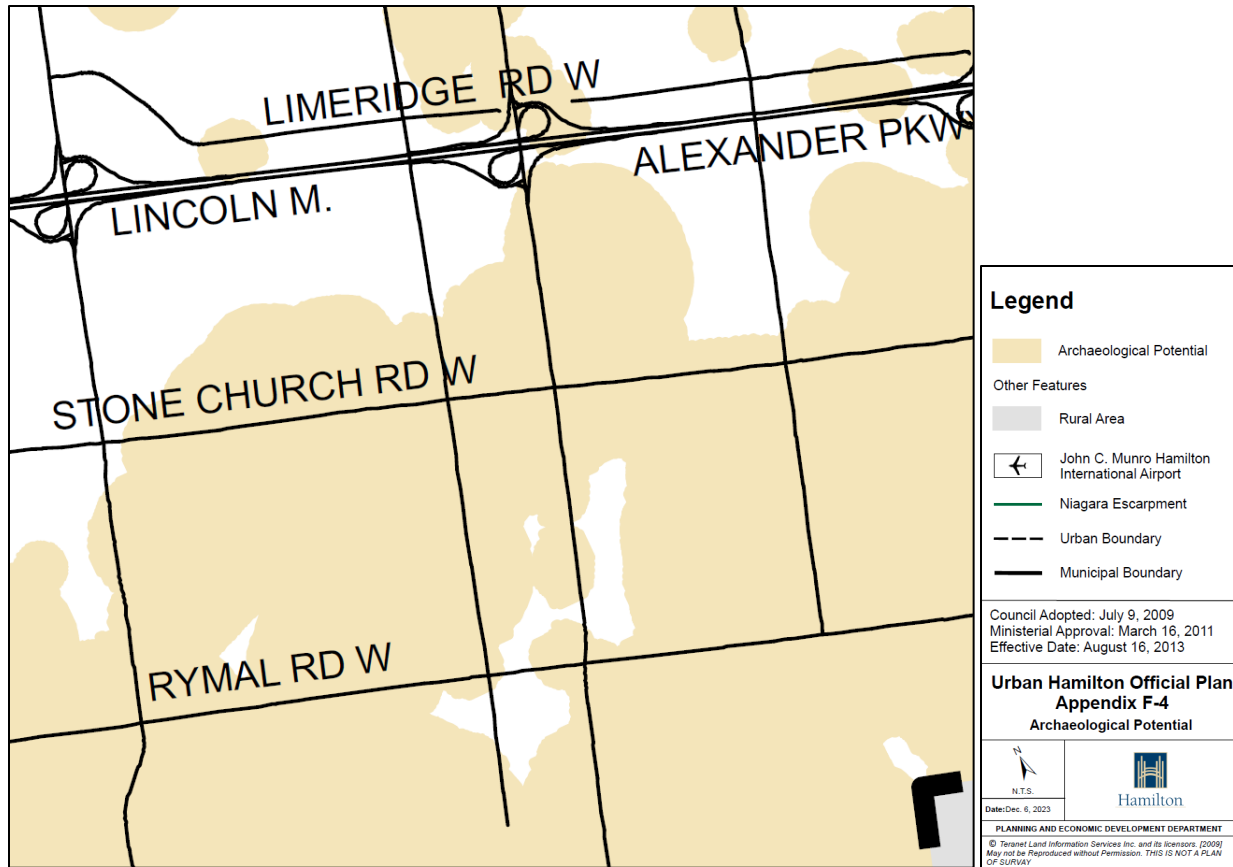 LIMERIDGE RD W
ALEXANDER PKWY
LINCOLN M.
STONE CHURCH RD W
RYMAL RD W
Legend
Archaeological Potential
Other Features
Rural Area
John C. Munro Hamilton
International Airport
Niagara Escarpment
Urban Boundary
Municipal Boundary
Council Adopted: July 9, 2009
Ministerial Approval: March 16, 2011
Effective Date: August 16, 2013
Urban Hamilton Official Plan
Appendix F-4
Archaeological Potential
N
N.T.S.
Date:Dec. 6, 2023
Hamilton
PLANNING AND ECONOMIC DEVELOPMENT DEPARTMENT
© Teranet Land Information Services Inc. and its licensors. [2009]
May not be Reproduced without Permission. THIS IS NOT A PLAN
OF SURVAY